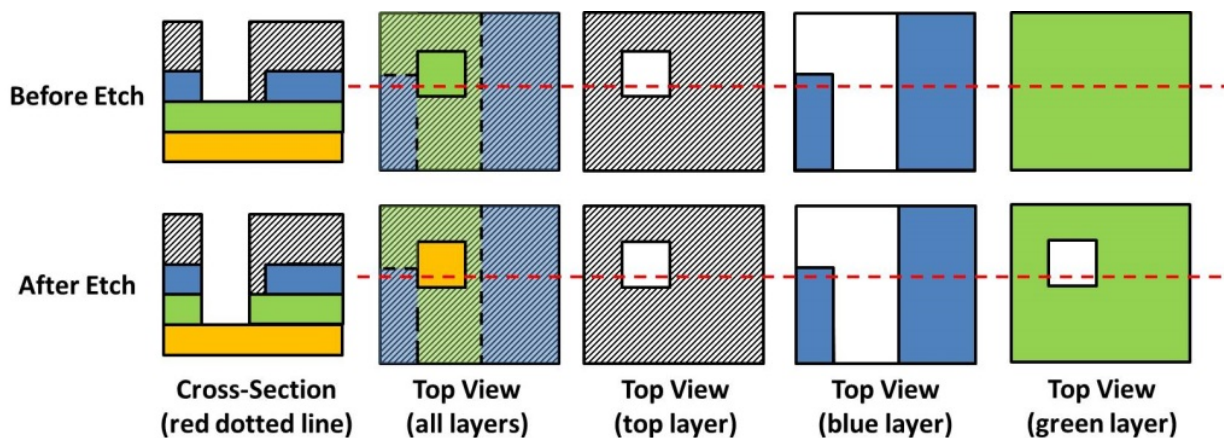 Before Etch
After Etch
Cross-Section
(red dotted line)
Top View
(all layers)
Top View
(top layer)
Top View
(blue layer)
Top View
(green layer)